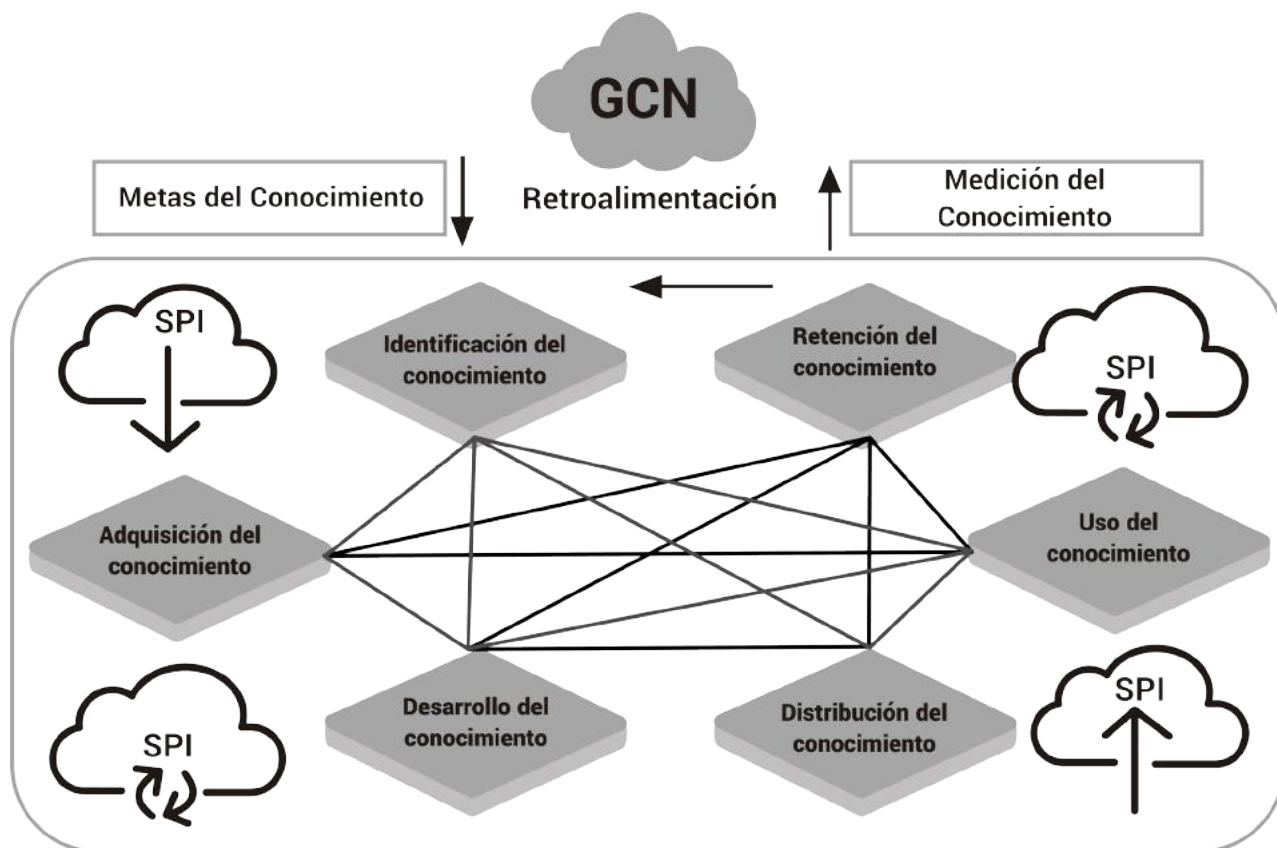 GCN
Metas del Conocimiento
Retroalimentación
Medición del
Conocimiento
SPI
Identificación del
conocimiento
Retención del
conocimiento
SPI
Adquisición del
conocimiento
Uso del
conocimiento
SPI
Desarrollo del
conocimiento
Distribución del
conocimiento
SPI